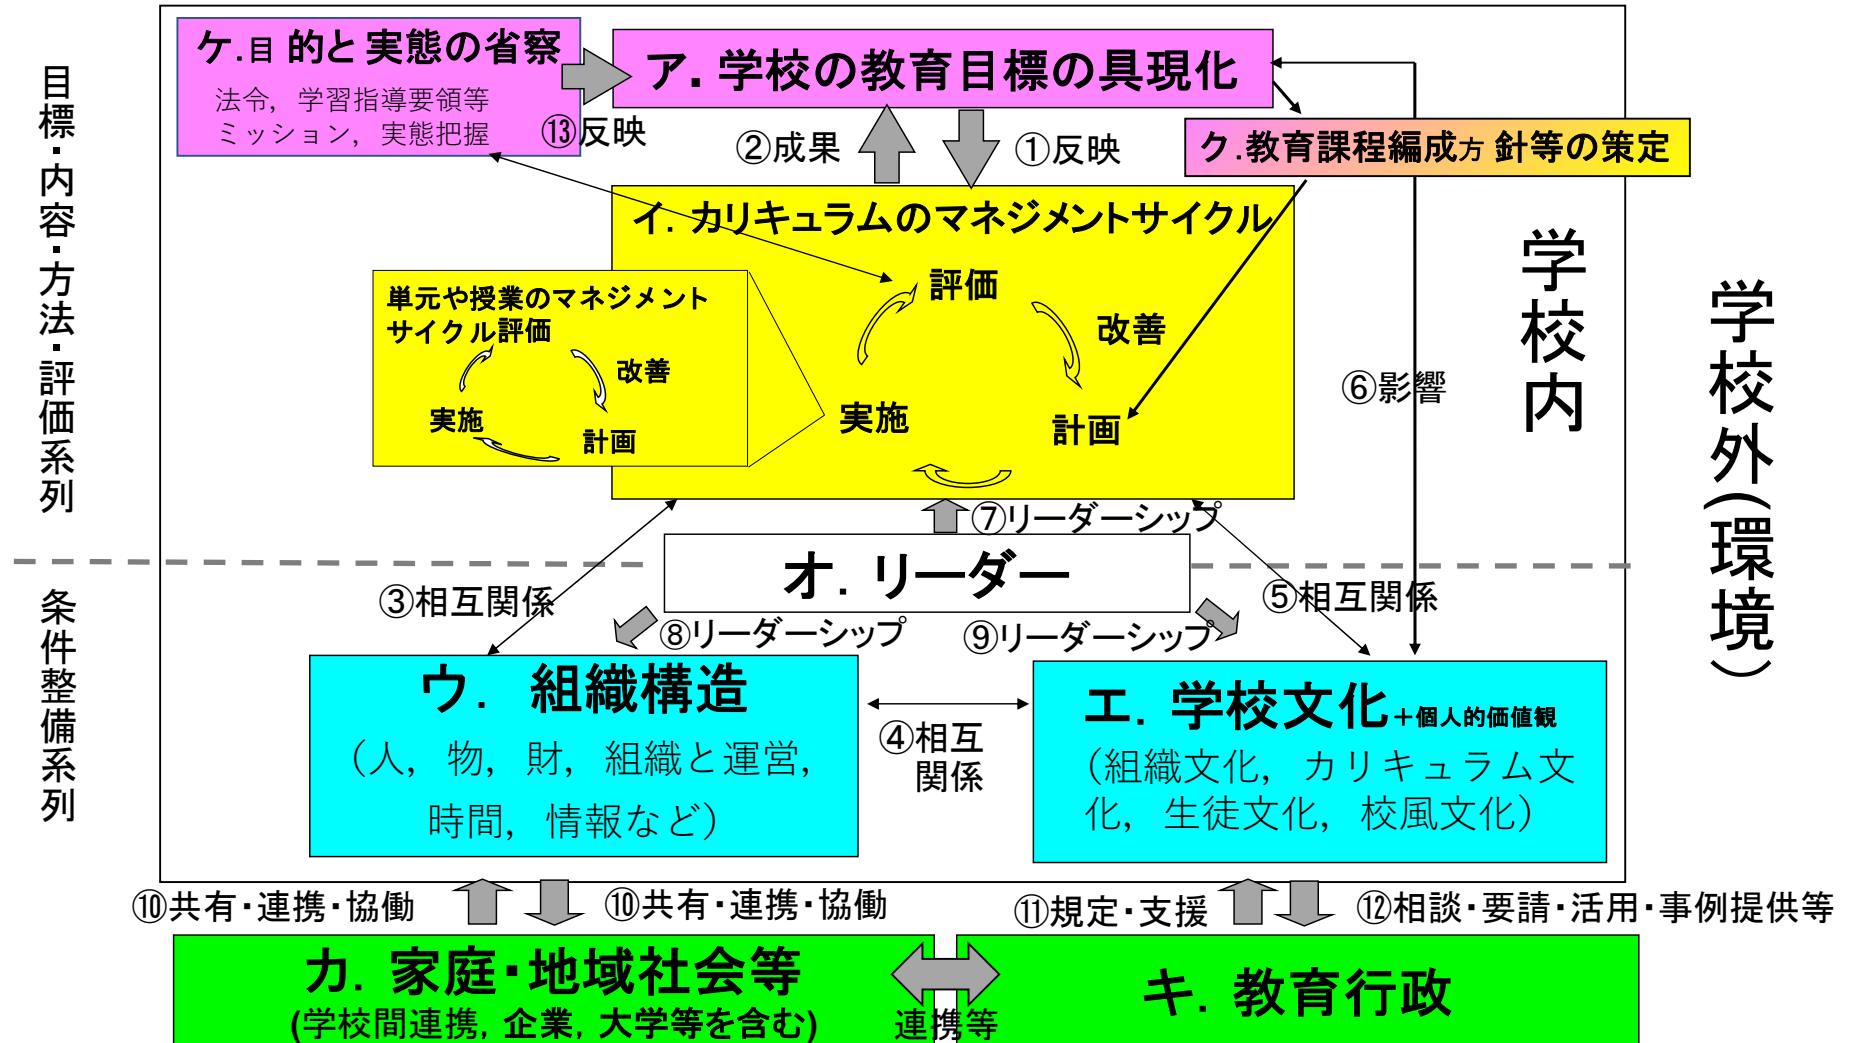 目標・内容・方法・評価系列
条件整備系列
ケ.目的と実態の省察
法令，学習指導要領等
ミッション，実態把握
⑬反映
ア．学校の教育目標の具現化
②成果
①反映
ク.教育課程編成方針等の策定
イ．カリキュラムのマネジメントサイクル
評価
改善
計画
実施
単元や授業のマネジメント
サイクル評価
改善
実施
計画
⑥影響
学校内
学校外(環境)
⑦リーダーシップ
オ．リーダー
③相互関係
⑤相互関係
⑧リーダーシップ
⑨リーダーシップ
ウ．組織構造
（人，物，財，組織と運営，
時間，情報など）
④相互
関係
エ．学校文化＋個人的価値観
（組織文化，カリキュラム文
化，生徒文化，校風文化）
⑩共有・連携・協働
⑩共有・連携・協働
⑪規定・支援
⑫相談・要請・活用・事例提供等
カ．家庭・地域社会等
(学校間連携，企業，大学等を含む)
連携等
キ．教育行政